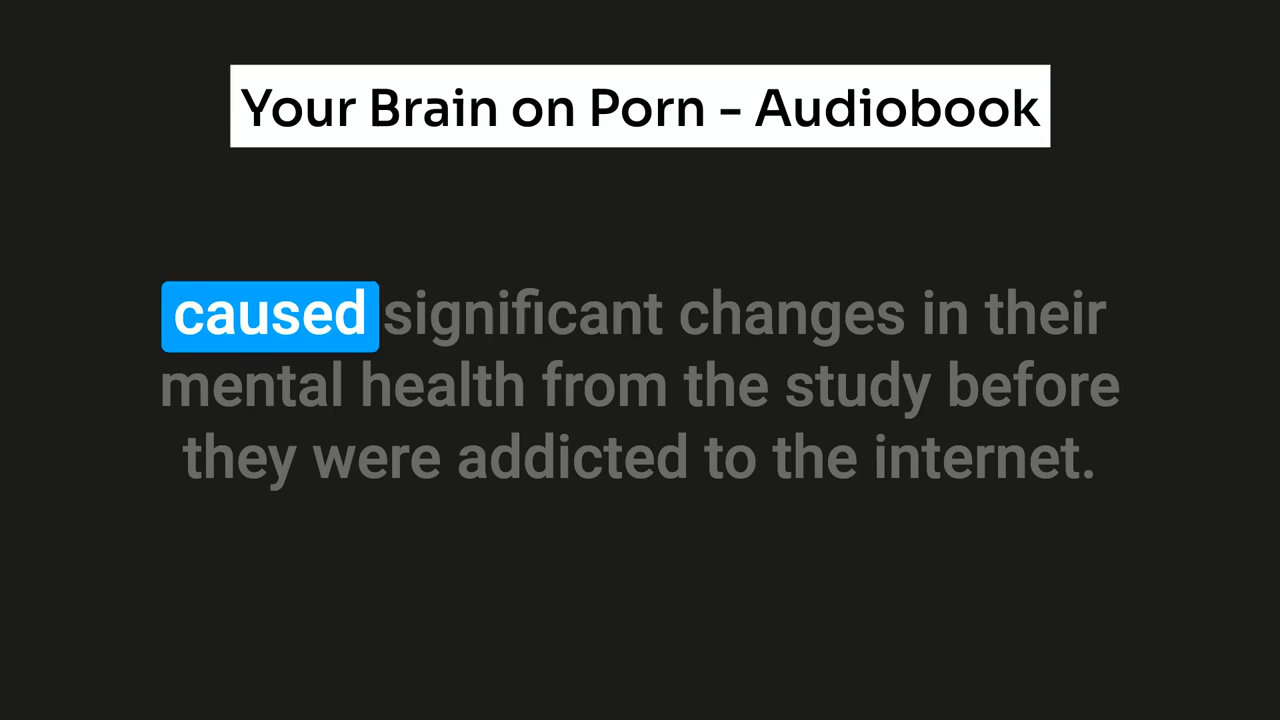 Your Brain on Porn - Audiobook
caused significant changes in their
mental health from the study before
they were addicted to the internet.